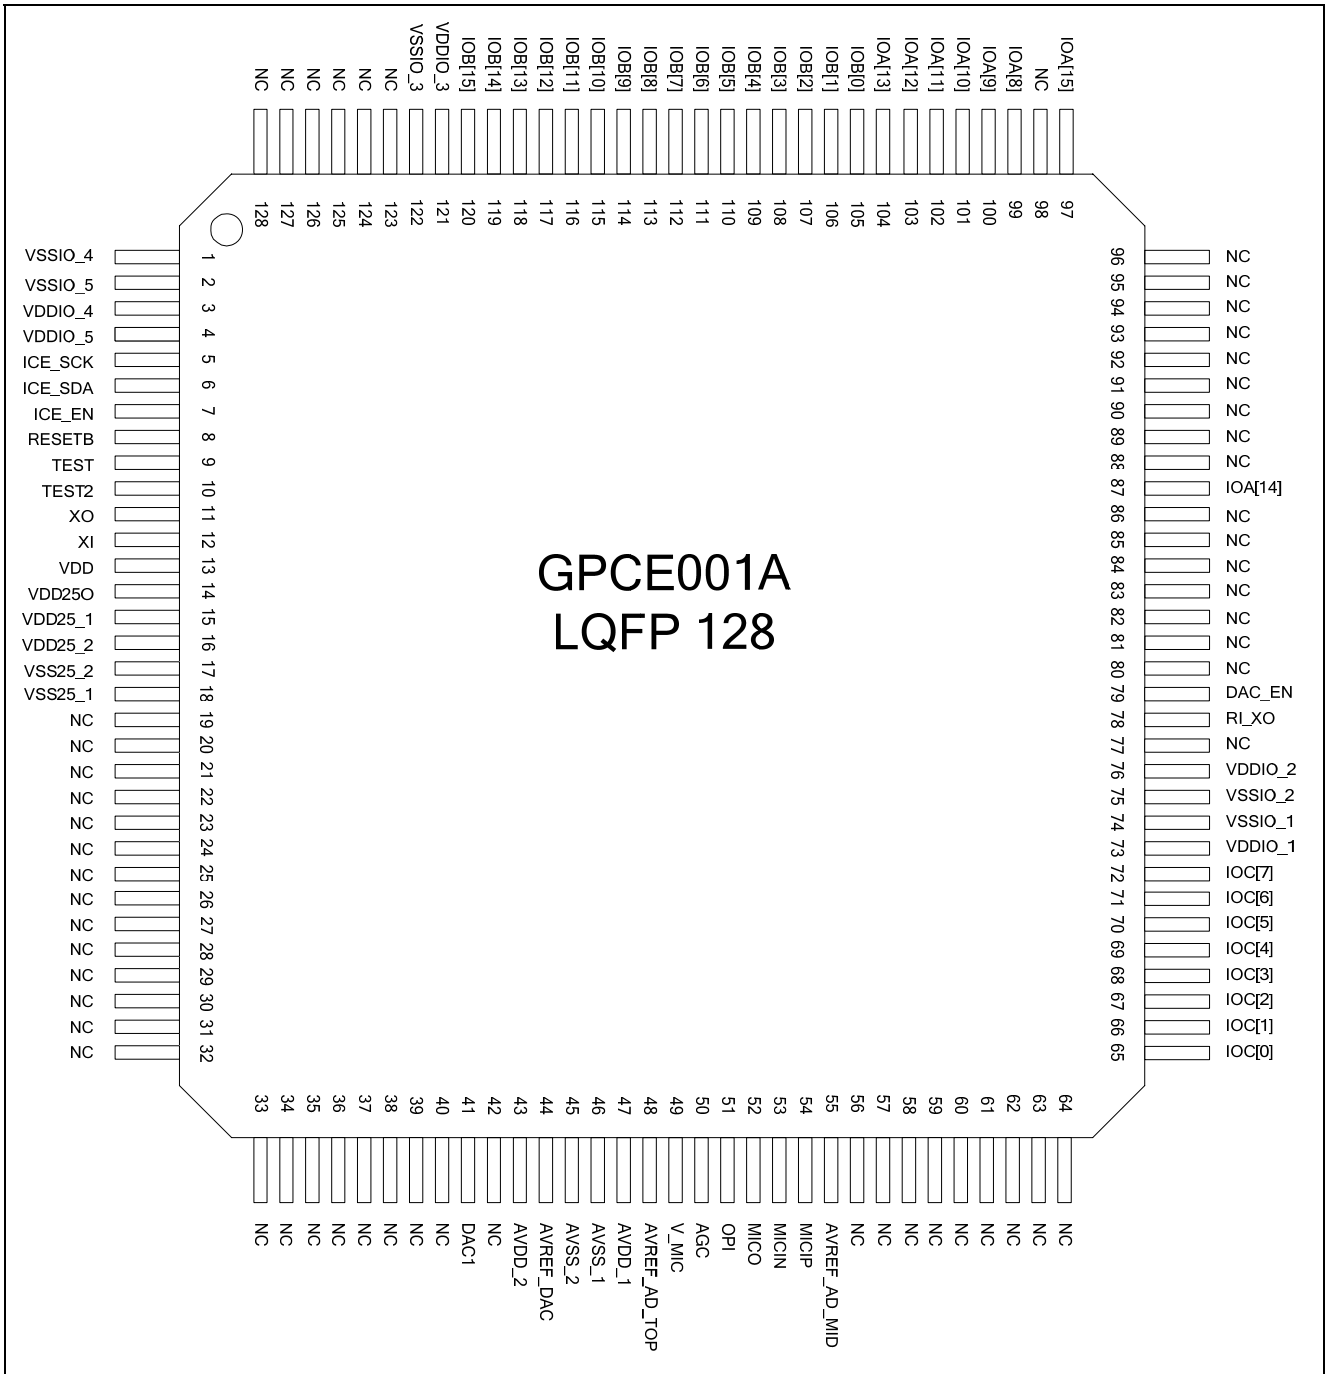 NC
NC
NC
NC
NC
NC
VSSIO_3
VDDIO_3
IOB[15]
IOB[14]
IOB[13]
IOB[12]
IOB[11]
IOB[10]
IOB[9]
IOB[8]
IOB[7]
IOB[6]
IOB[5]
IOB[4]
IOB[3]
IOB[2]
IOB[1]
IOB[0]
IOA[13]
IOA[12]
IOA[11]
IOA[10]
IOA[9]
IOA[8]
NC
IOA[15]
128
127
126
125
124
123
122
121
120
119
118
117
116
115
114
113
112
111
110
109
108
107
106
105
104
103
102
101
100
99
98
97
VSSIO_4 1
VSSIO_5 2
VDDIO_4 3
VDDIO_5 4
ICE_SCK 5
ICE_SDA 6
ICE_EN 7
RESETB 8
TEST 9
TEST2 10
XO 11
XI 12
VDD 13
VDD25O 14
VDD25_1 15
VDD25_2 16
VSS25_2 17
VSS25_1 18
NC 19
NC 20
NC 21
NC 22
NC 23
NC 24
NC 25
NC 26
NC 27
NC 28
NC 29
NC 30
NC 31
NC 32
GPCE001A
LQFP 128
96 NC
95 NC
94 NC
93 NC
92 NC
91 NC
90 NC
89 NC
88 NC
87 IOA[14]
86 NC
85 NC
84 NC
83 NC
82 NC
81 NC
80 NC
79 DAC_EN
78 RI_XO
77 NC
76 VDDIO_2
75 VSSIO_2
74 VSSIO_1
73 VDDIO_1
72 IOC[7]
71 IOC[6]
70 IOC[5]
69 IOC[4]
68 IOC[3]
67 IOC[2]
66 IOC[1]
65 IOC[0]
33
34
35
36
37
38
39
40
41
42
43
44
45
46
47
48
49
50
51
52
53
54
55
56
57
58
59
60
61
62
63
64
NC
NC
NC
NC
NC
NC
NC
NC
DAC1
NC
AVDD_2
AVREF_DAC
AVSS_2
AVSS_1
AVDD_1
AVREF_AD_TOP
V_MIC
AGC
OPI
MICO
MICIN
MICIP
AVREF_AD_MID
NC
NC
NC
NC
NC
NC
NC
NC
NC